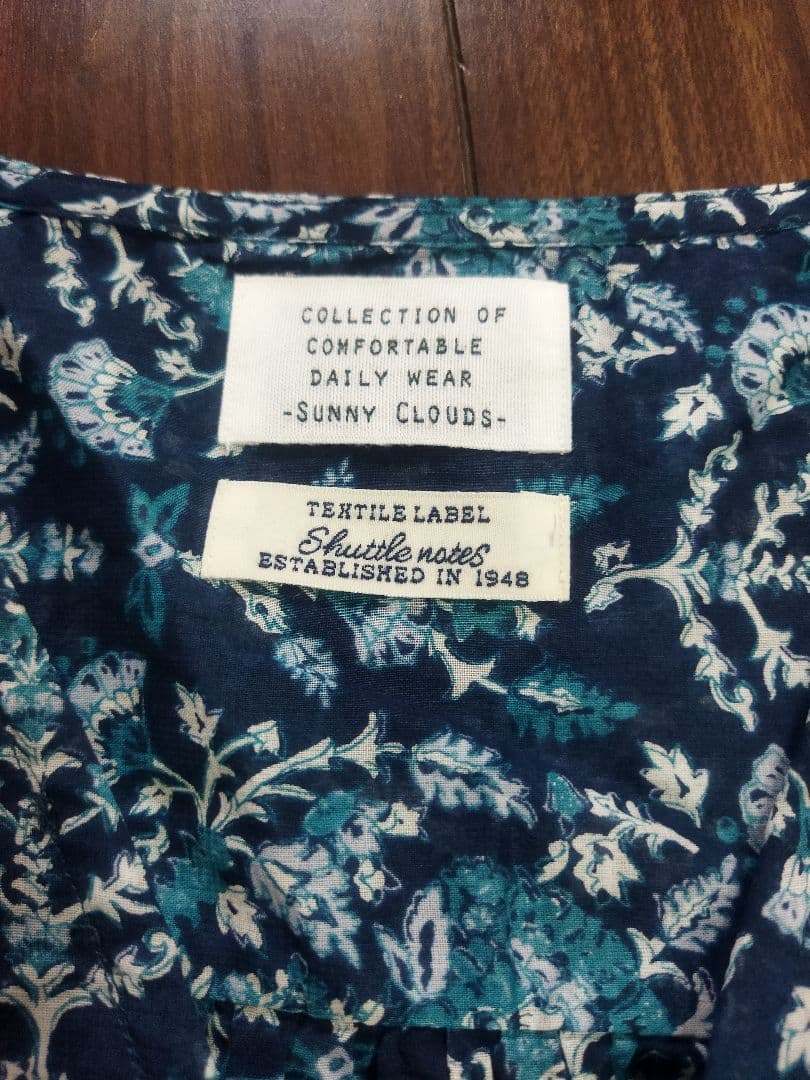 COLLECTION OF
COMFORTABLE
DAILY WEAR
-SUNNY CLOUDS-
TEXTILE LABEL
Shuttle notes
ESTABLISHED IN 1948